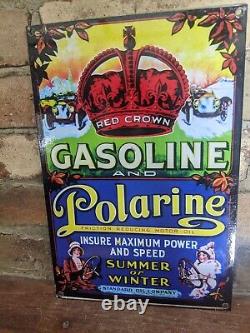 RED CROWN
GASOLINE
AND
Polarine
FRICTION REDUCING MOTOR OIL
INSURE MAXIMUM POWER
AND SPEED
SUMMER
or
WINTER
STANDARD OIL COMPANY